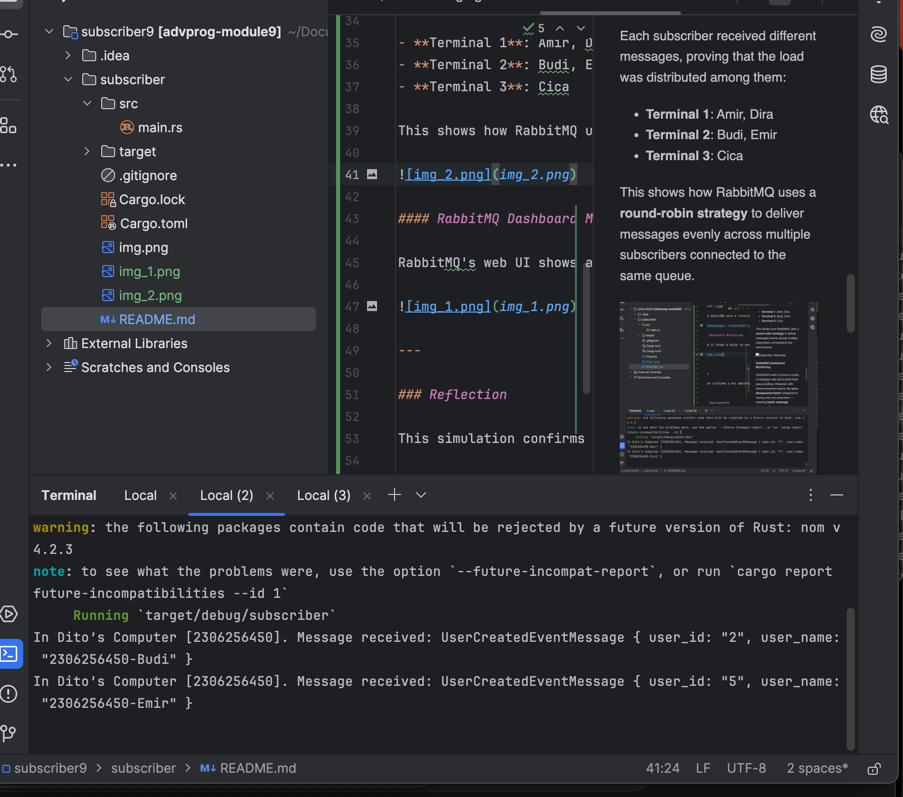 subscriber9 [advprog-module9] ~/Docu
.idea
subscriber
src
main.rs
target
.gitignore
Cargo.lock
Cargo.toml
img.png
img_1.png
img_2.png
README.md
External Libraries
Scratches and Consoles
34
5
35 - **Terminal 1**: Amir, D
36 - **Terminal 2**: Budi, E
37 - **Terminal 3**: Cica
38
39 This shows how RabbitMQ u
40
41 ![img_2.png](img_2.png)
42
43 #### RabbitMQ Dashboard M
44
45 RabbitMQ's web UI shows a
46
47 ![img_1.png](img_1.png)
48
49 ---
50
51 ### Reflection
52
53 This simulation confirms
54
Each subscriber received different
messages, proving that the load
was distributed among them:
• Terminal 1: Amir, Dira
• Terminal 2: Budi, Emir
• Terminal 3: Cica
This shows how RabbitMQ uses a
round-robin strategy to deliver
messages evenly across multiple
subscribers connected to the
same queue.
Terminal Local Local (2) Local (3)
warning: the following packages contain code that will be rejected by a future version of Rust: nom v
4.2.3
note: to see what the problems were, use the option `--future-incompat-report`, or run `cargo report
future-incompatibilities --id 1`
Running `target/debug/subscriber`
In Dito’s Computer [2306256450]. Message received: UserCreatedEventMessage { user_id: "2", user_name:
"2306256450-Budi" }
In Dito’s Computer [2306256450]. Message received: UserCreatedEventMessage { user_id: "5", user_name:
"2306256450-Emir" }
subscriber9 > subscriber > README.md
41:24 LF UTF-8 2 spaces*